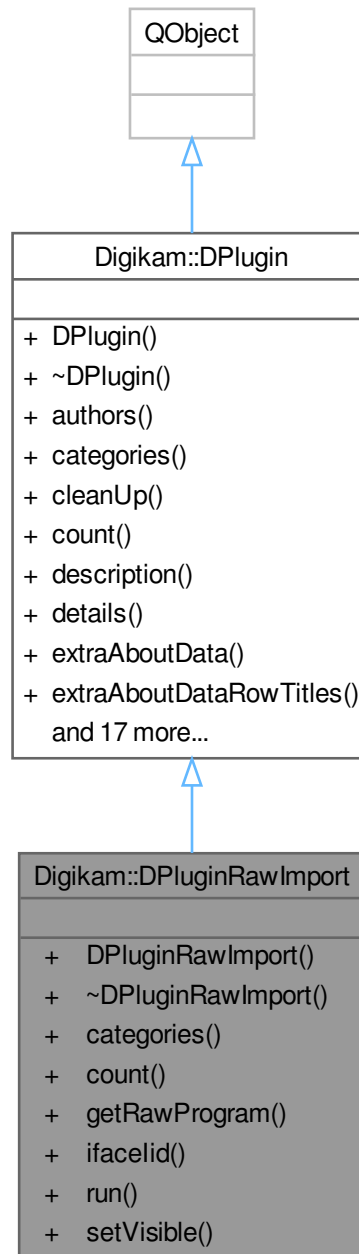 QObject
Digikam::DPlugin
+ DPlugin()
+ ~DPlugin()
+ authors()
+ categories()
+ cleanUp()
+ count()
+ description()
+ details()
+ extraAboutData()
+ extraAboutDataRowTitles()
and 17 more...
Digikam::DPluginRawImport
+ DPluginRawImport()
+ ~DPluginRawImport()
+ categories()
+ count()
+ getRawProgram()
+ ifaceIid()
+ run()
+ setVisible()